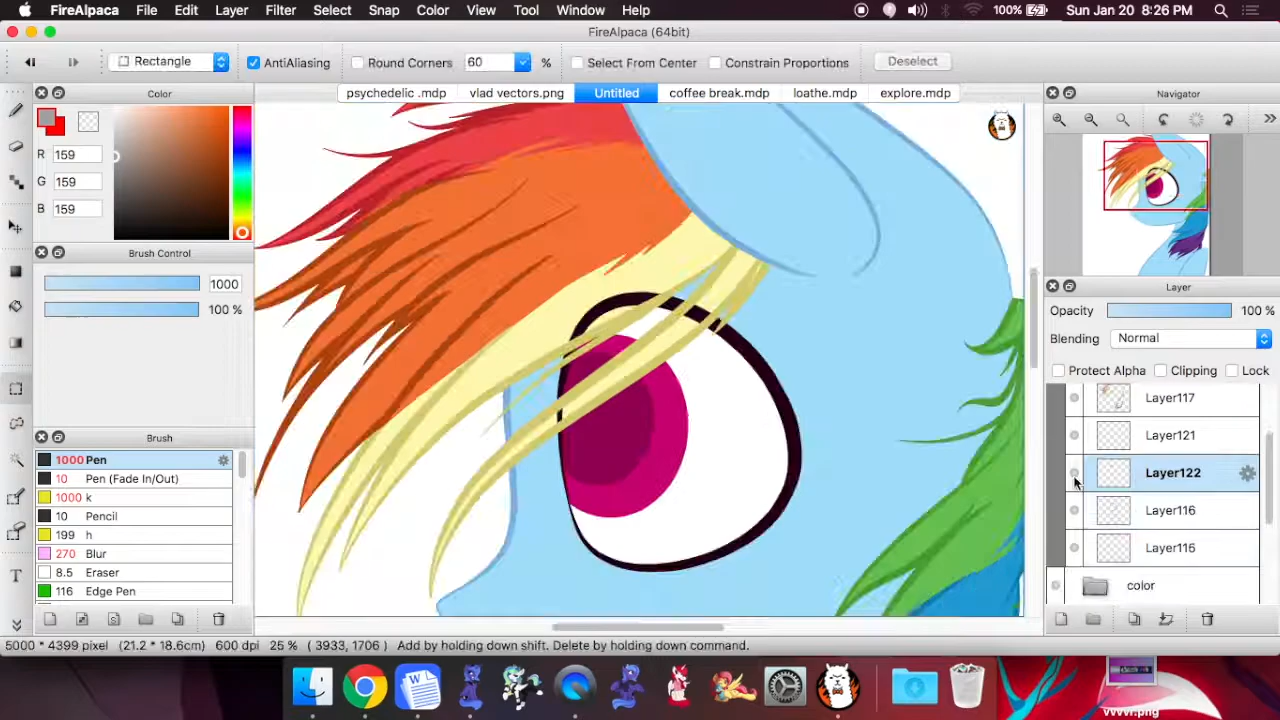 FireAlpaca File Edit Layer Filter Select Snap Color View Tool Window Help 100% Sun Jan 20 8:26 PM
FireAlpaca (64bit)
Rectangle AntiAliasing Round Corners 60 % Select From Center Constrain Proportions Deselect
Color psychedelic .mdp vlad vectors.png Untitled coffee break.mdp loathe.mdp explore.mdp Navigator
R 159
G 159
B 159
Brush Control
1000
100 %
Brush
1000 Pen
10 Pen (Fade In/Out)
1000 k
10 Pencil
199 h
270 Blur
8.5 Eraser
116 Edge Pen
T
Layer
Opacity 100 %
Blending Normal
Protect Alpha Clipping Lock
Layer117
Layer121
Layer122
Layer116
Layer116
color
5000 * 4399 pixel (21.2 * 18.6cm) 600 dpi 25 % ( 3933, 1706 ) Add by holding down shift. Delete by holding down command.
W
vvvvr.png